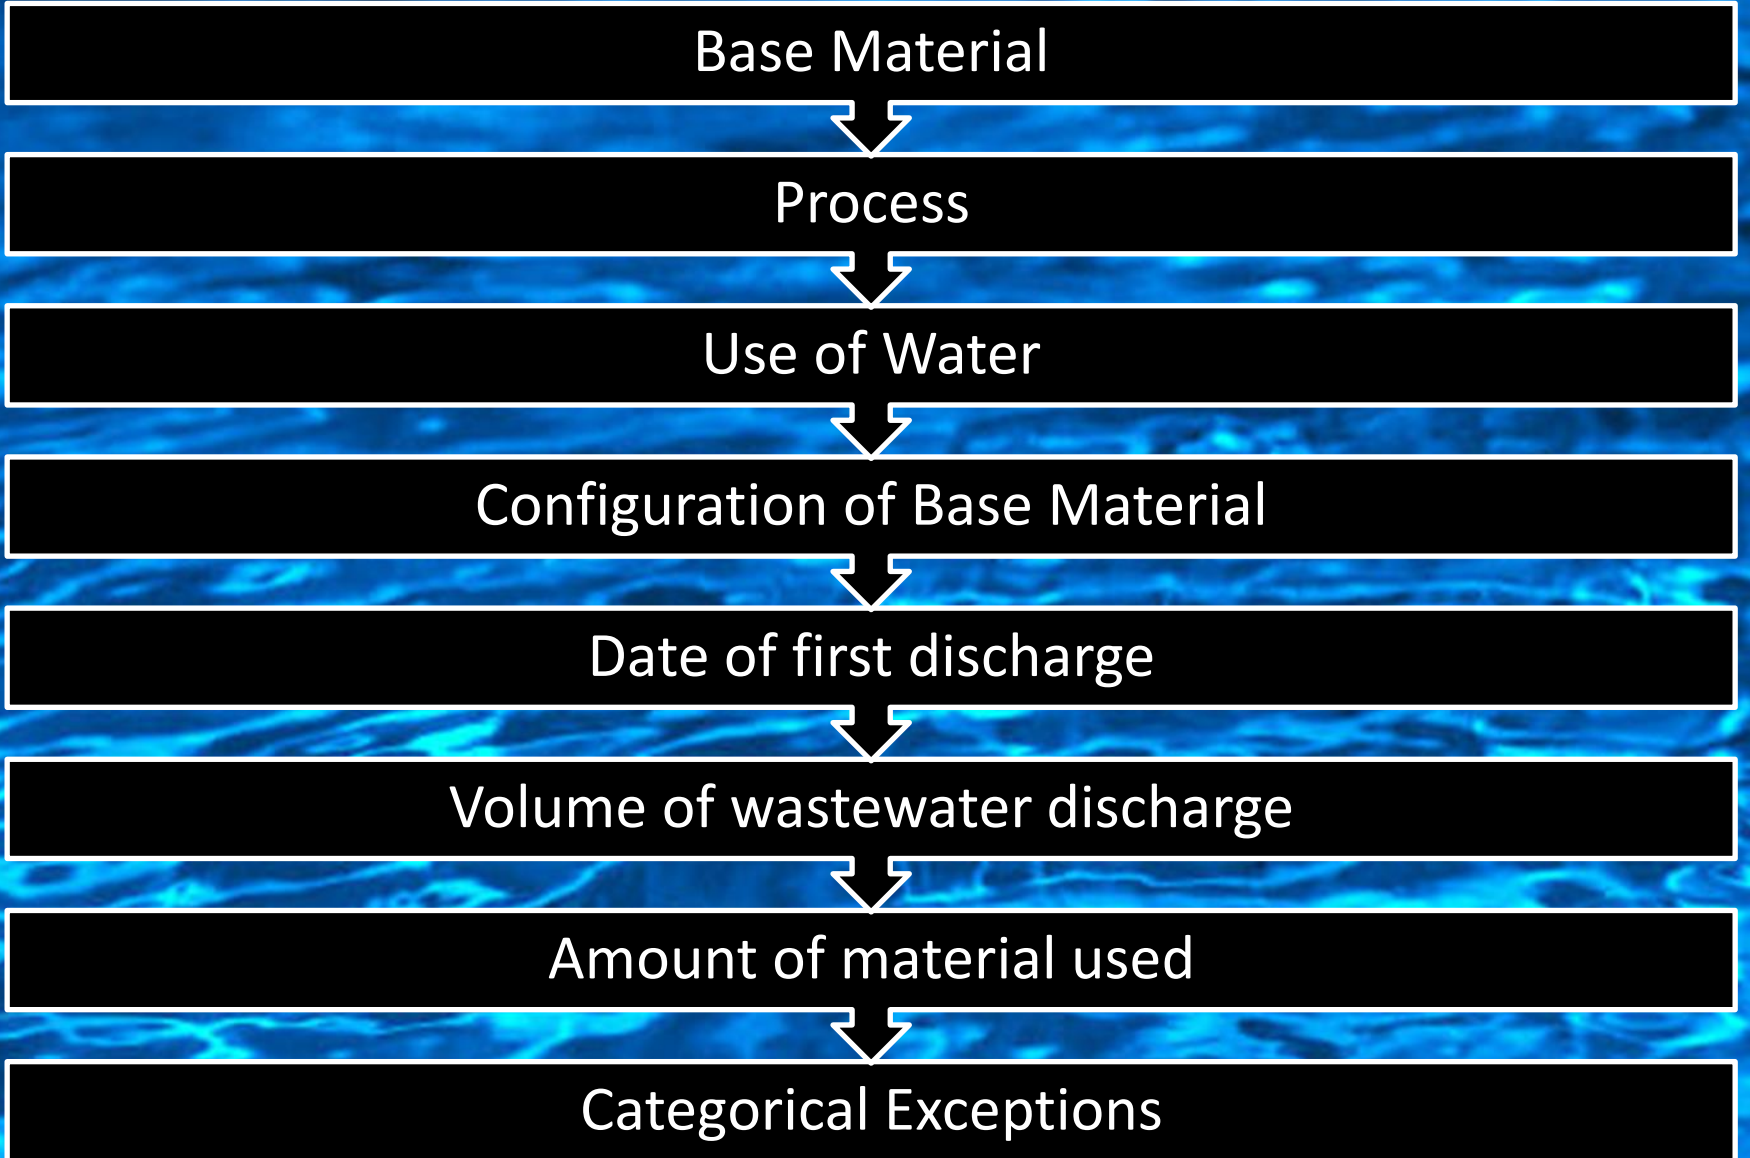 Base Material
Process
Use of Water
Configuration of Base Material
Date of first discharge
Volume of wastewater discharge
Amount of material used
Categorical Exceptions